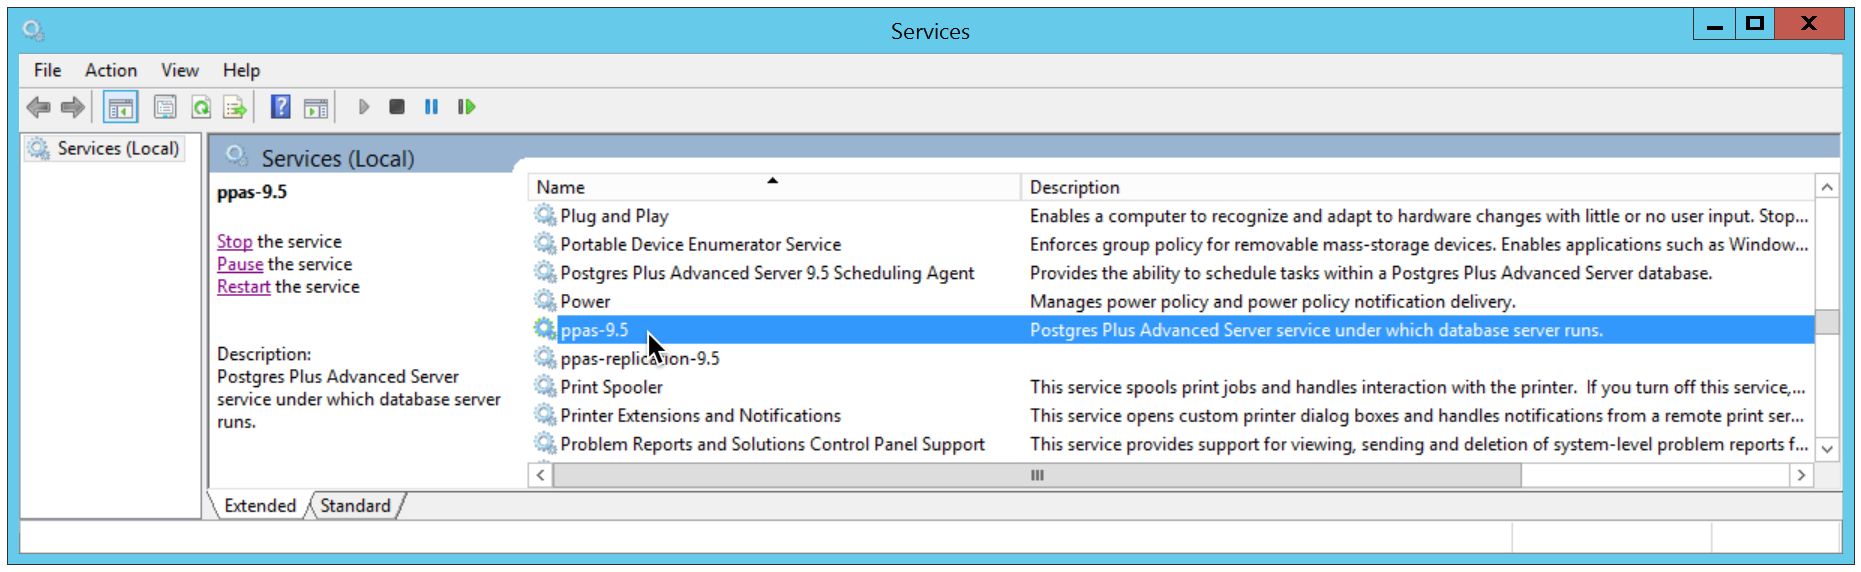 Services
File Action View Help
Services (Local)
Services (Local)
ppas-9.5
Stop the service
Pause the service
Restart the service
Description:
Postgres Plus Advanced Server
service under which database server
runs.
Name Description
Plug and Play Enables a computer to recognize and adapt to hardware changes with little or no user input. Stop...
Portable Device Enumerator Service Enforces group policy for removable mass-storage devices. Enables applications such as Window...
Postgres Plus Advanced Server 9.5 Scheduling Agent Provides the ability to schedule tasks within a Postgres Plus Advanced Server database.
Power Manages power policy and power policy notification delivery.
ppas-9.5 Postgres Plus Advanced Server service under which database server runs.
ppas-replication-9.5
Print Spooler This service spools print jobs and handles interaction with the printer.  If you turn off this service,...
Printer Extensions and Notifications This service opens custom printer dialog boxes and handles notifications from a remote print ser...
Problem Reports and Solutions Control Panel Support This service provides support for viewing, sending and deletion of system-level problem reports f...
Extended Standard